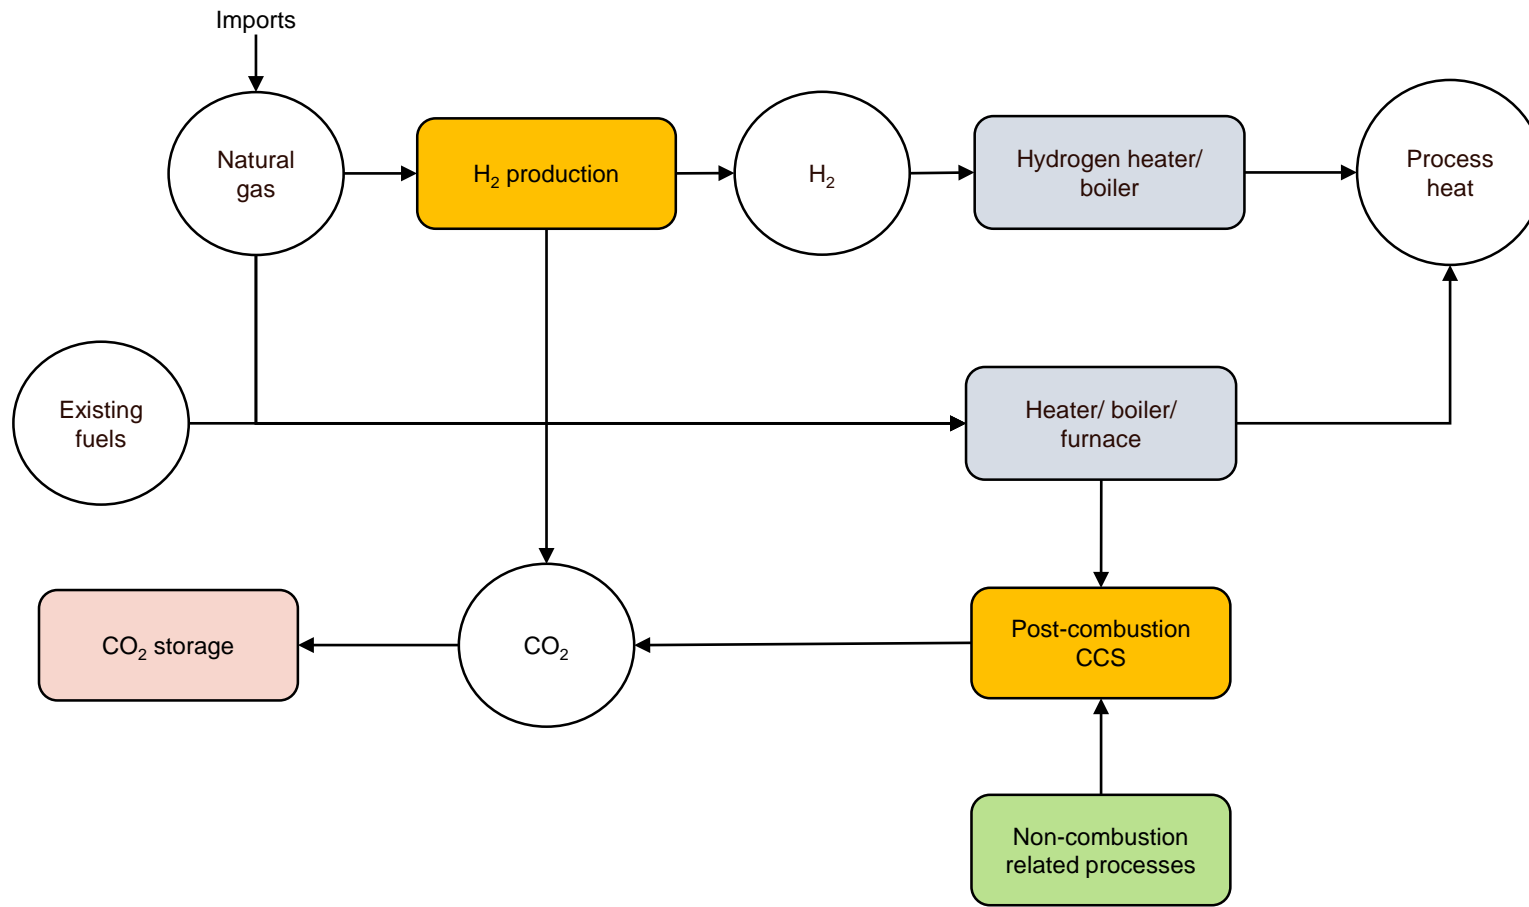 Imports
Natural
gas
H₂ production
H₂
Hydrogen heater/
boiler
Process
heat
Existing
fuels
Heater/ boiler/
furnace
CO₂ storage
CO₂
Post-combustion
CCS
Non-combustion
related processes